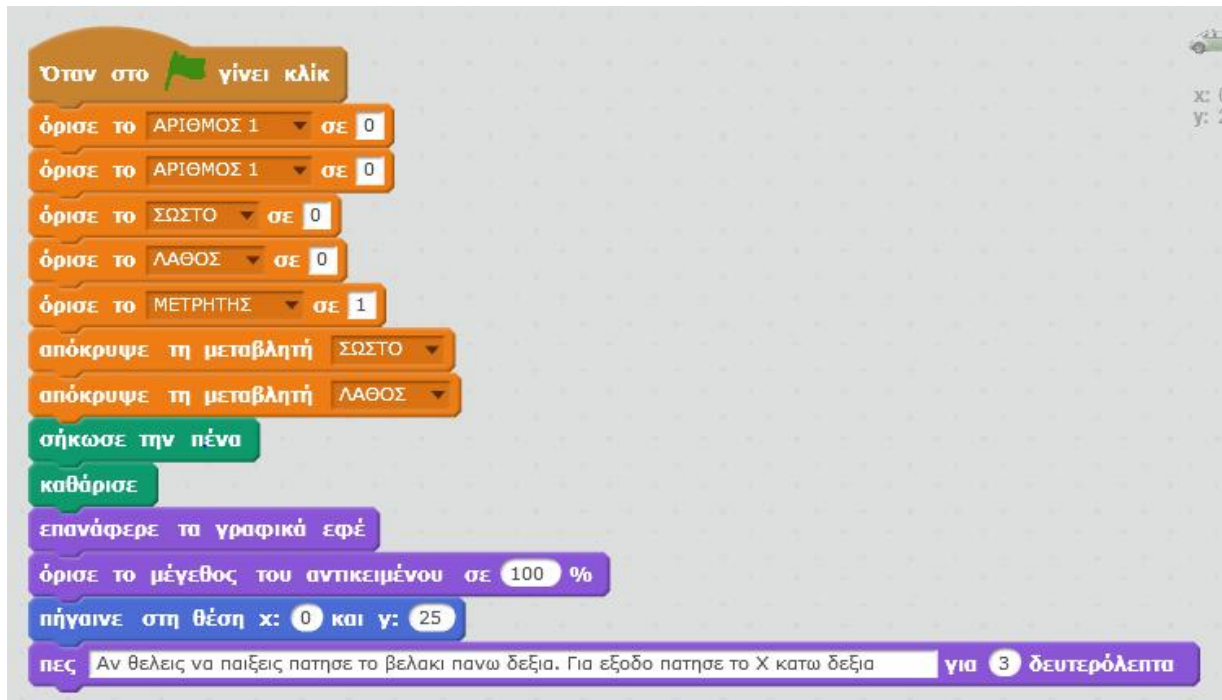 Όταν στο γίνει κλίκ
όρισε το ΑΡΙΘΜΟΣ 1 σε 0
όρισε το ΑΡΙΘΜΟΣ 1 σε 0
όρισε το ΣΩΣΤΟ σε 0
όρισε το ΛΑΘΟΣ σε 0
όρισε το ΜΕΤΡΗΤΗΣ σε 1
απόκρυψε τη μεταβλητή ΣΩΣΤΟ
απόκρυψε τη μεταβλητή ΛΑΘΟΣ
σήκωσε την πένα
καθάρισε
επανάφερε τα γραφικά εφέ
όρισε το μέγεθος του αντικειμένου σε 100 %
πήγαινε στη θέση x: 0 και y: 25
πες Αν θελεις να παιξεις πατησε το βελακι πανω δεξια. Για εξοδο πατησε το Χ κατω δεξια για 3 δευτερόλεπτα
x:
y: